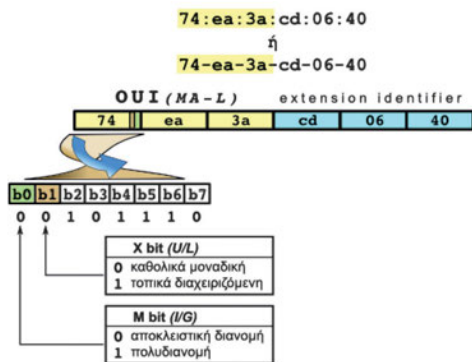 74:ea:3a:cd:06:40
ή
74-ea-3a-cd-06-40
OUI (MA-L) extension identifier
74 ea 3a cd 06 40
b0 b1 b2 b3 b4 b5 b6 b7
0 0 1 0 1 1 1 0
X bit (U/L)
0 καθολικά μοναδική
1 τοπικά διαχειριζόμενη
M bit (I/G)
0 αποκλειστική διανομή
1 πολυδιανομή